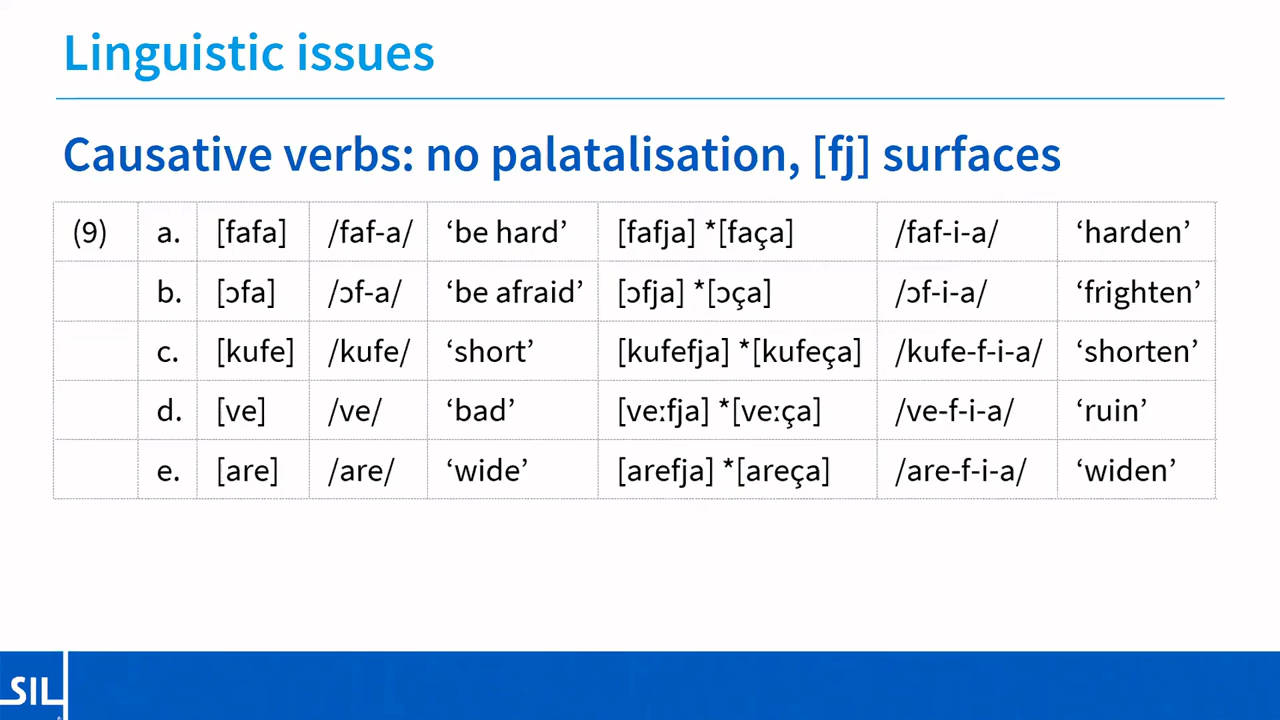 Linguistic issues
Causative verbs: no palatalisation, [fj] surfaces
(9) a. [fafa] /faf-a/ ‘be hard’ [fafja] *[faça] /faf-i-a/ ‘harden’
b. [ɔfa] /ɔf-a/ ‘be afraid’ [ɔfja] *[ɔça] /ɔf-i-a/ ‘frighten’
c. [kufe] /kufe/ ‘short’ [kufefja] *[kufeça] /kufe-f-i-a/ ‘shorten’
d. [ve] /ve/ ‘bad’ [veːfja] *[veːça] /ve-f-i-a/ ‘ruin’
e. [are] /are/ ‘wide’ [arefja] *[areça] /are-f-i-a/ ‘widen’
SIL